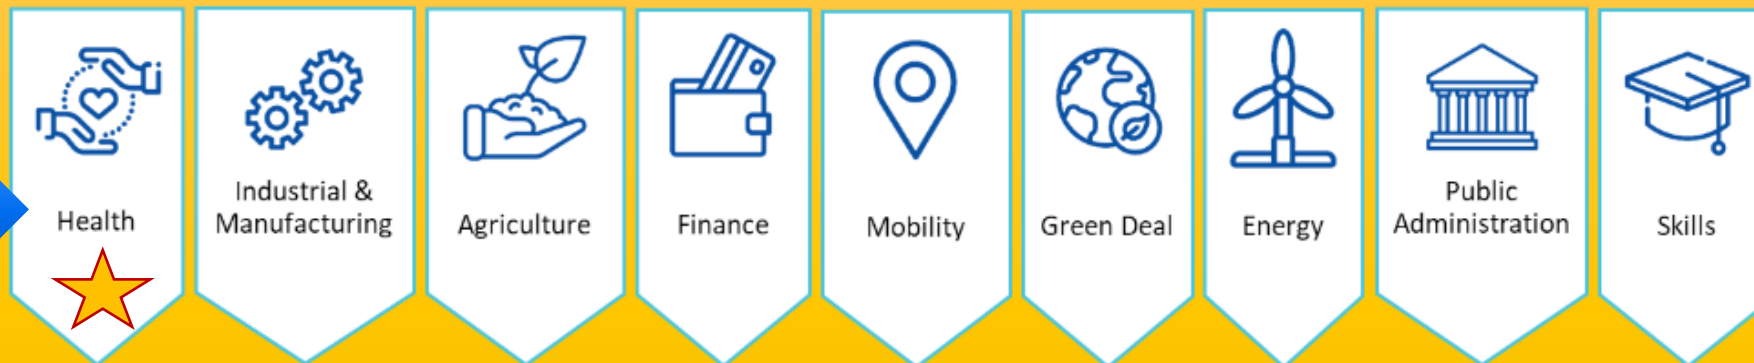 Health
Industrial &
Manufacturing
Agriculture
Finance
Mobility
Green Deal
Energy
Public
Administration
Skills